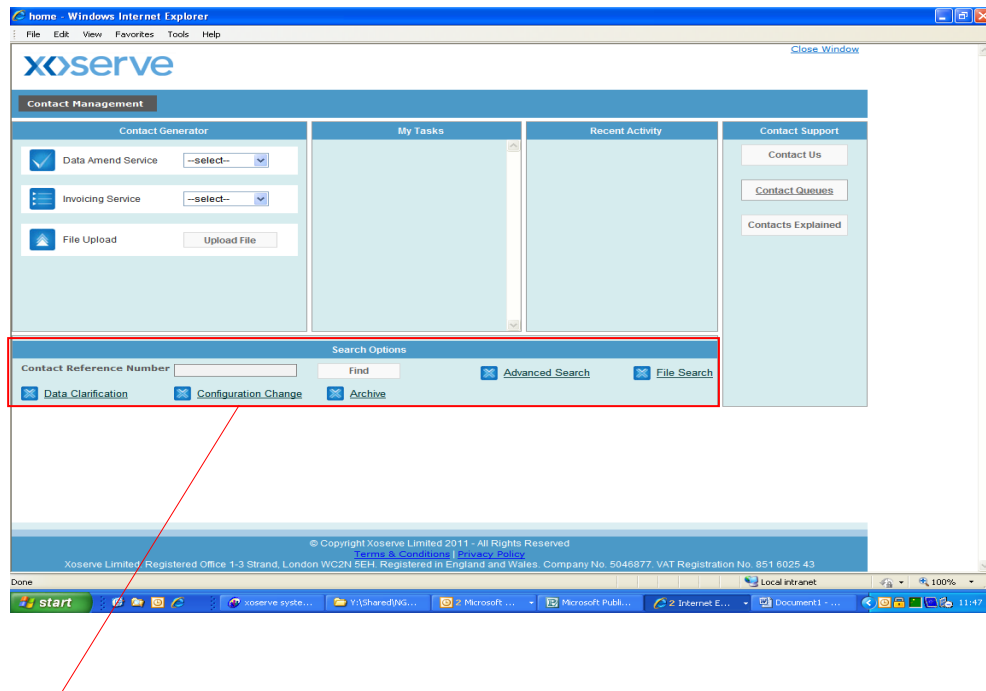 home - Windows Internet Explorer
File Edit View Favorites Tools Help
Close Window
xoserve
Contact Management
Contact Generator
My Tasks
Recent Activity
Contact Support
Data Amend Service
--select--
Invoicing Service
--select--
File Upload
Upload File
Contact Us
Contact Queues
Contacts Explained
Search Options
Contact Reference Number
Find
Advanced Search
File Search
Data Clarification
Configuration Change
Archive
© Copyright Xoserve Limited 2011 - All Rights Reserved
Terms & Conditions | Privacy Policy
Xoserve Limited. Registered Office 1-3 Strand, London WC2N 5EH. Registered in England and Wales. Company No. 5046877. VAT Registration No. 851 6025 43
Done
Local intranet
100%
start
xoserve syste...
Y:\Shared\NG...
2 Microsoft ...
Microsoft Publi...
2 Internet E...
Document1 - ...
11:47